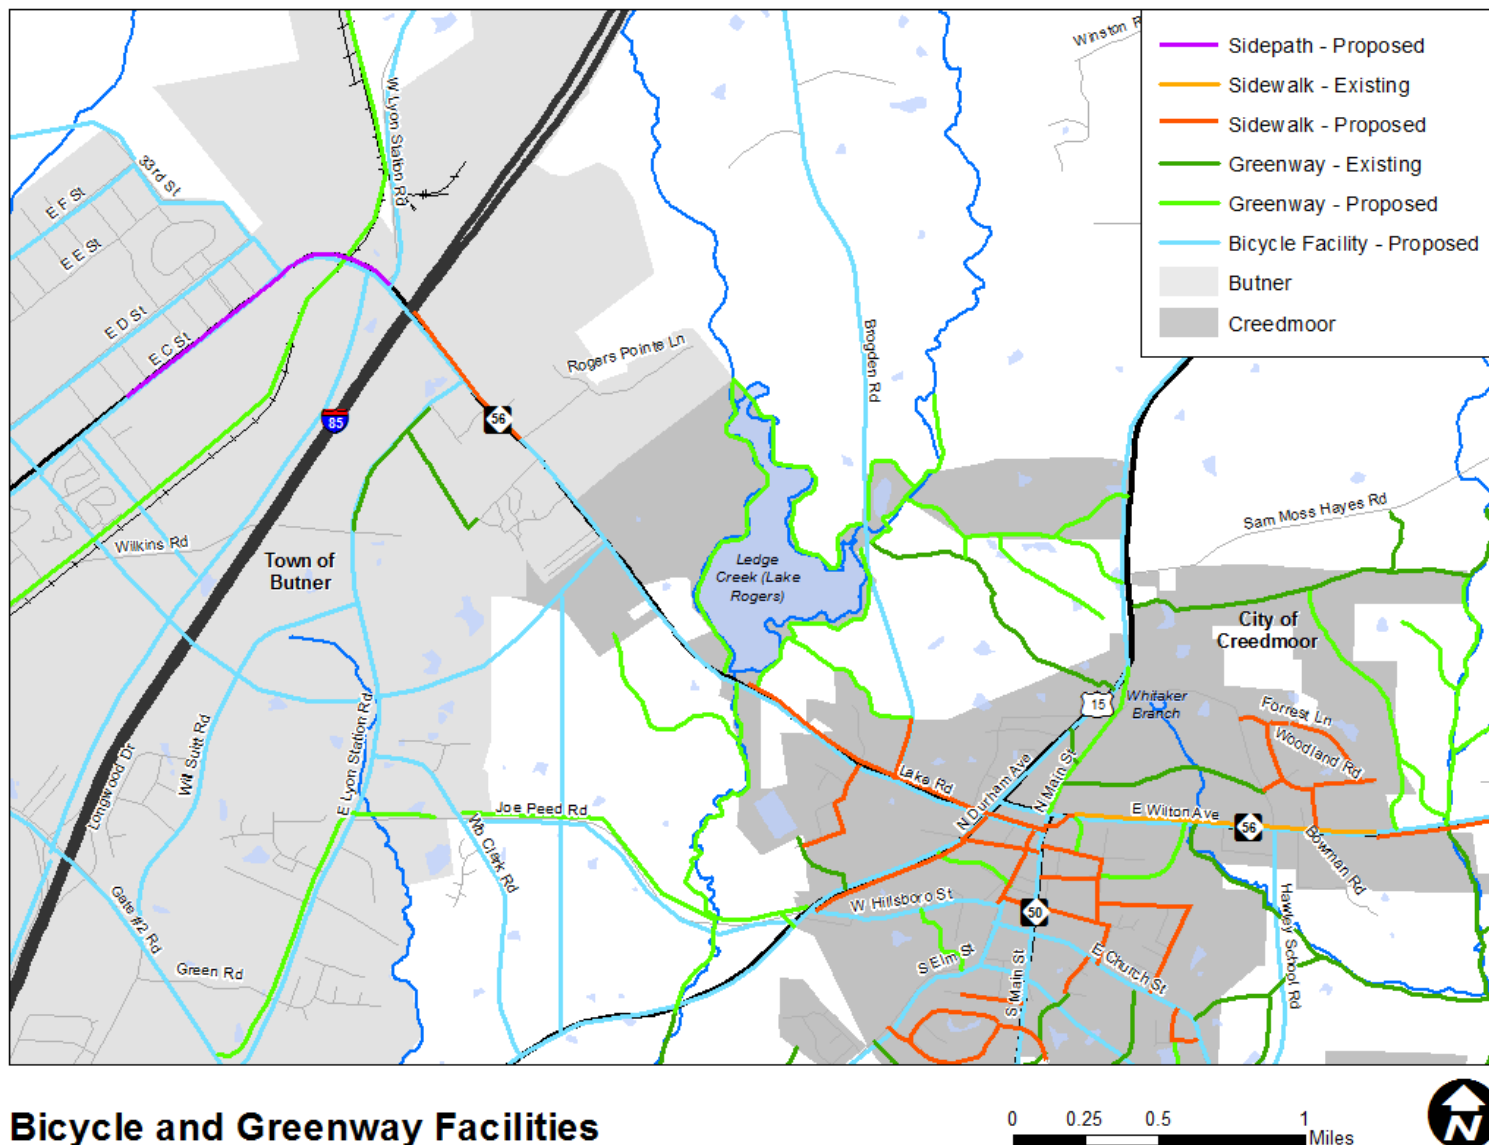 Winston R
Sidepath - Proposed
Sidewalk - Existing
Sidewalk - Proposed
Greenway - Existing
Greenway - Proposed
Bicycle Facility - Proposed
Butner
Creedmoor
W Lyon Station Rd
33rd St
E F St
E E St
E D St
E C St
Rogers Pointe Ln
Brogden Rd
85
56
Sam Moss Hayes Rd
Wilkins Rd
Town of
Butner
Ledge
Creek (Lake
Rogers)
City of
Creedmoor
Whitaker
Branch
15
Forrest Ln
Woodland Rd
Wil Suitt Rd
E Lyon Station Rd
Longwood Dr
Lake Rd
N Durham Ave
N Main St
E Wilton Ave
56
Bowman Rd
Joe Peed Rd
Wb Clark Rd
W Hillsboro St
50
Hawley School Rd
Gate #2 Rd
Green Rd
S Elm St
S Main St
E Church St
Bicycle and Greenway Facilities
0 0.25 0.5 1
Miles
N